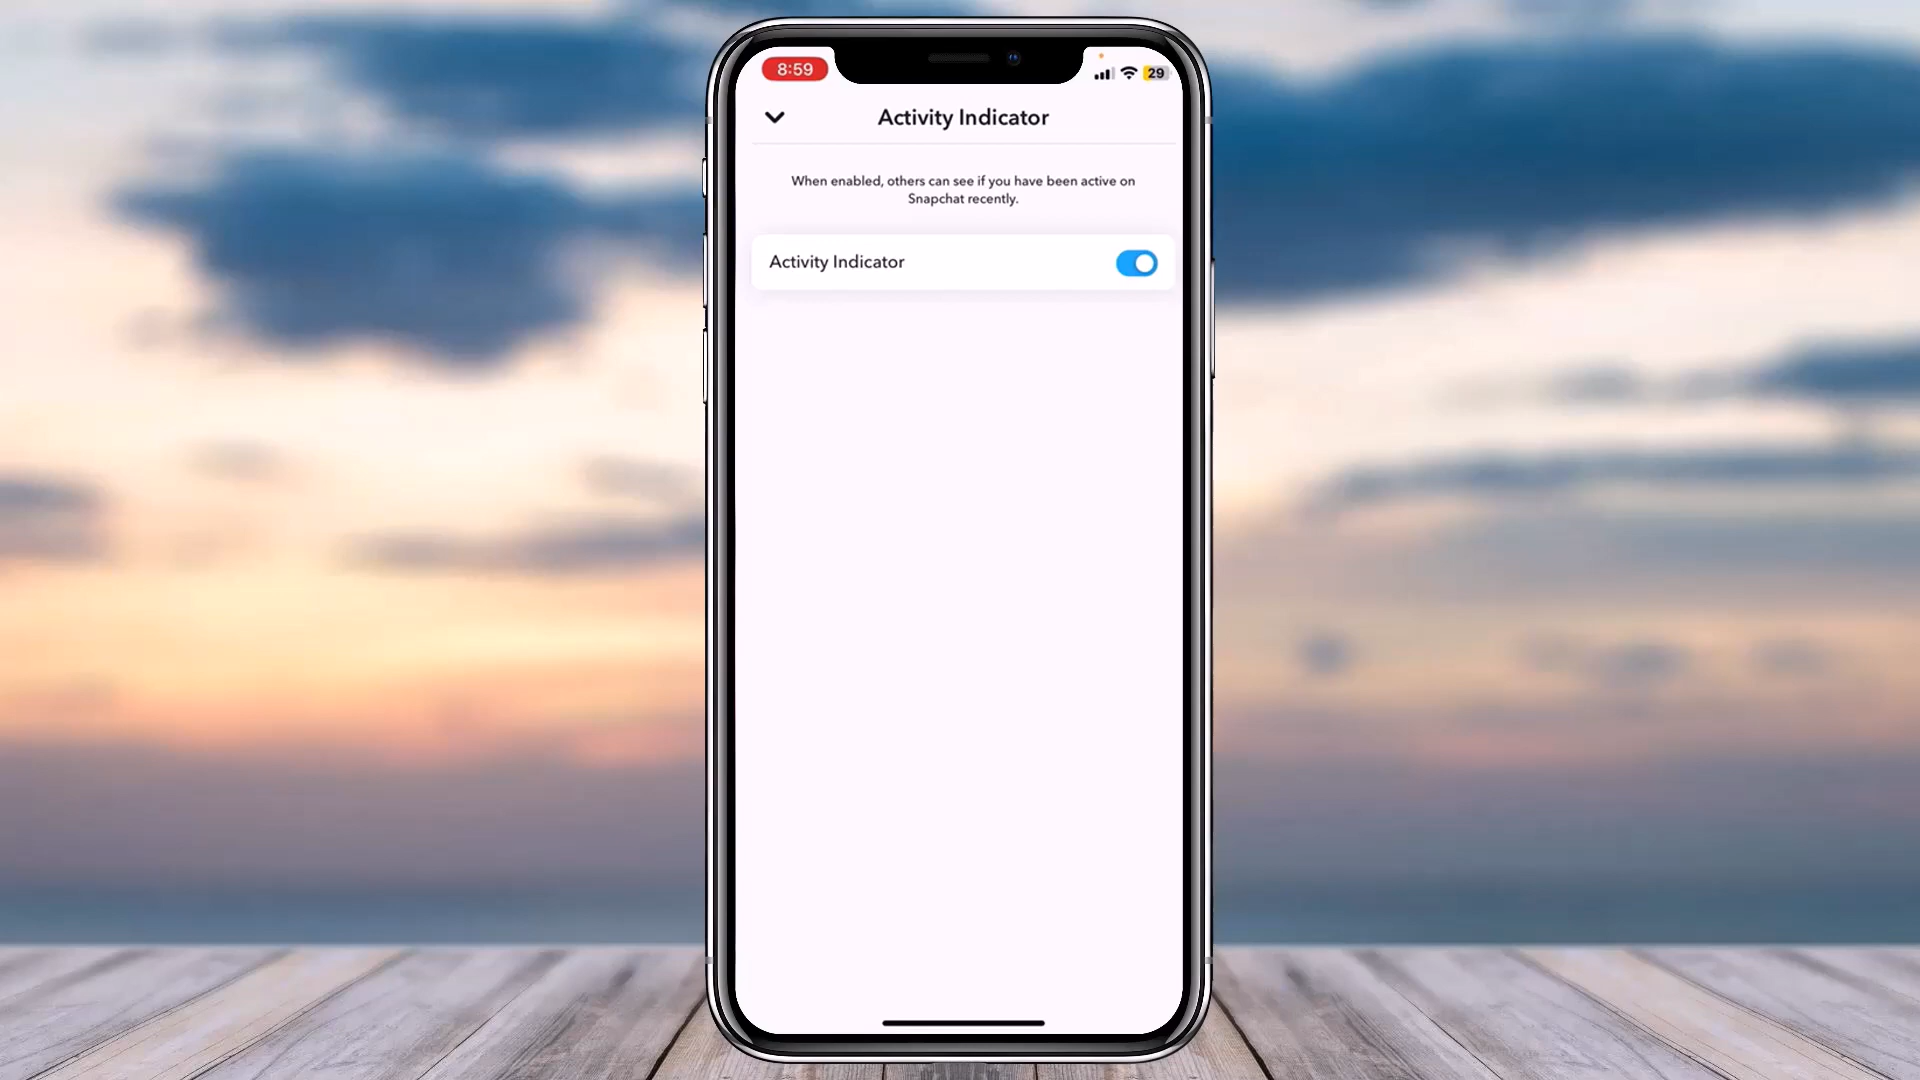 8:59
29
Activity Indicator
When enabled, others can see if you have been active on
Snapchat recently.
Activity Indicator